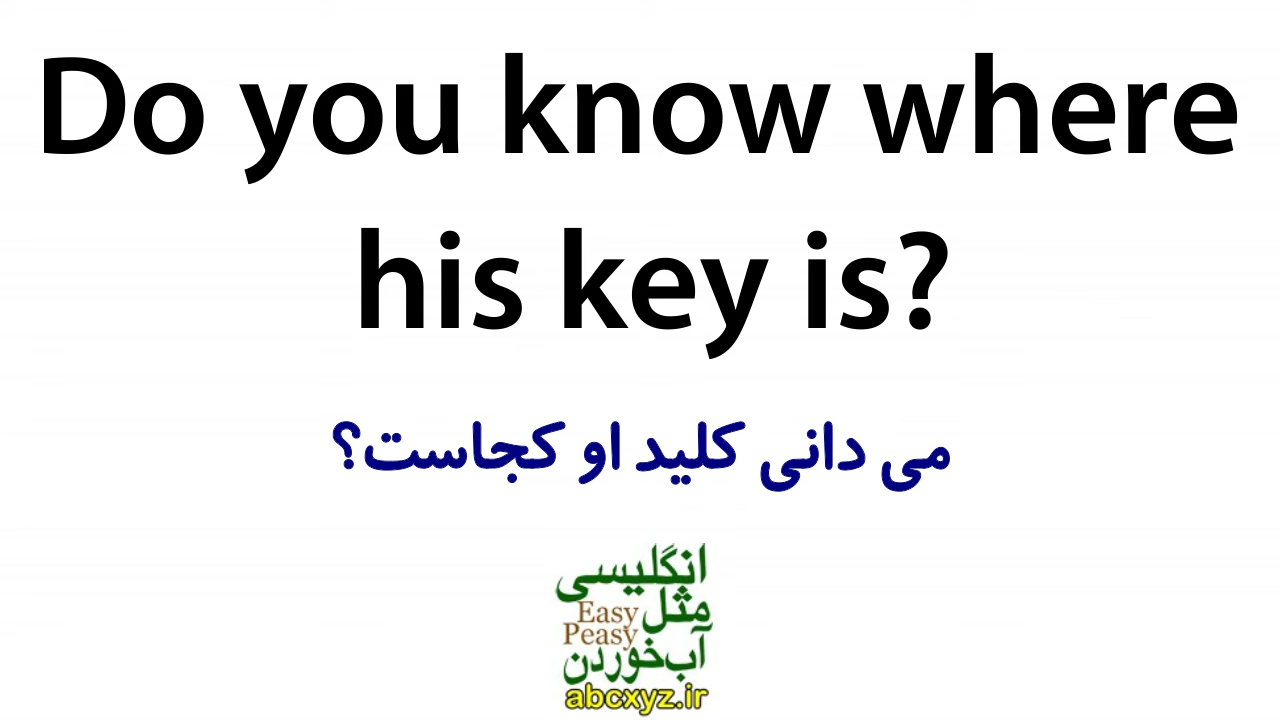 Do you know where
his key is?
می دانی کلید او کجاست؟
انگلیسی
مثل Easy
Peasy
آب خوردن
abcxyz.ir